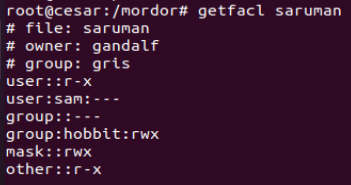 root@cesar:/mordor# getfacl saruman
# file: saruman
# owner: gandalf
# group: gris
user::r-x
user:sam:---
group::---
group:hobbit:rwx
mask::rwx
other::r-x